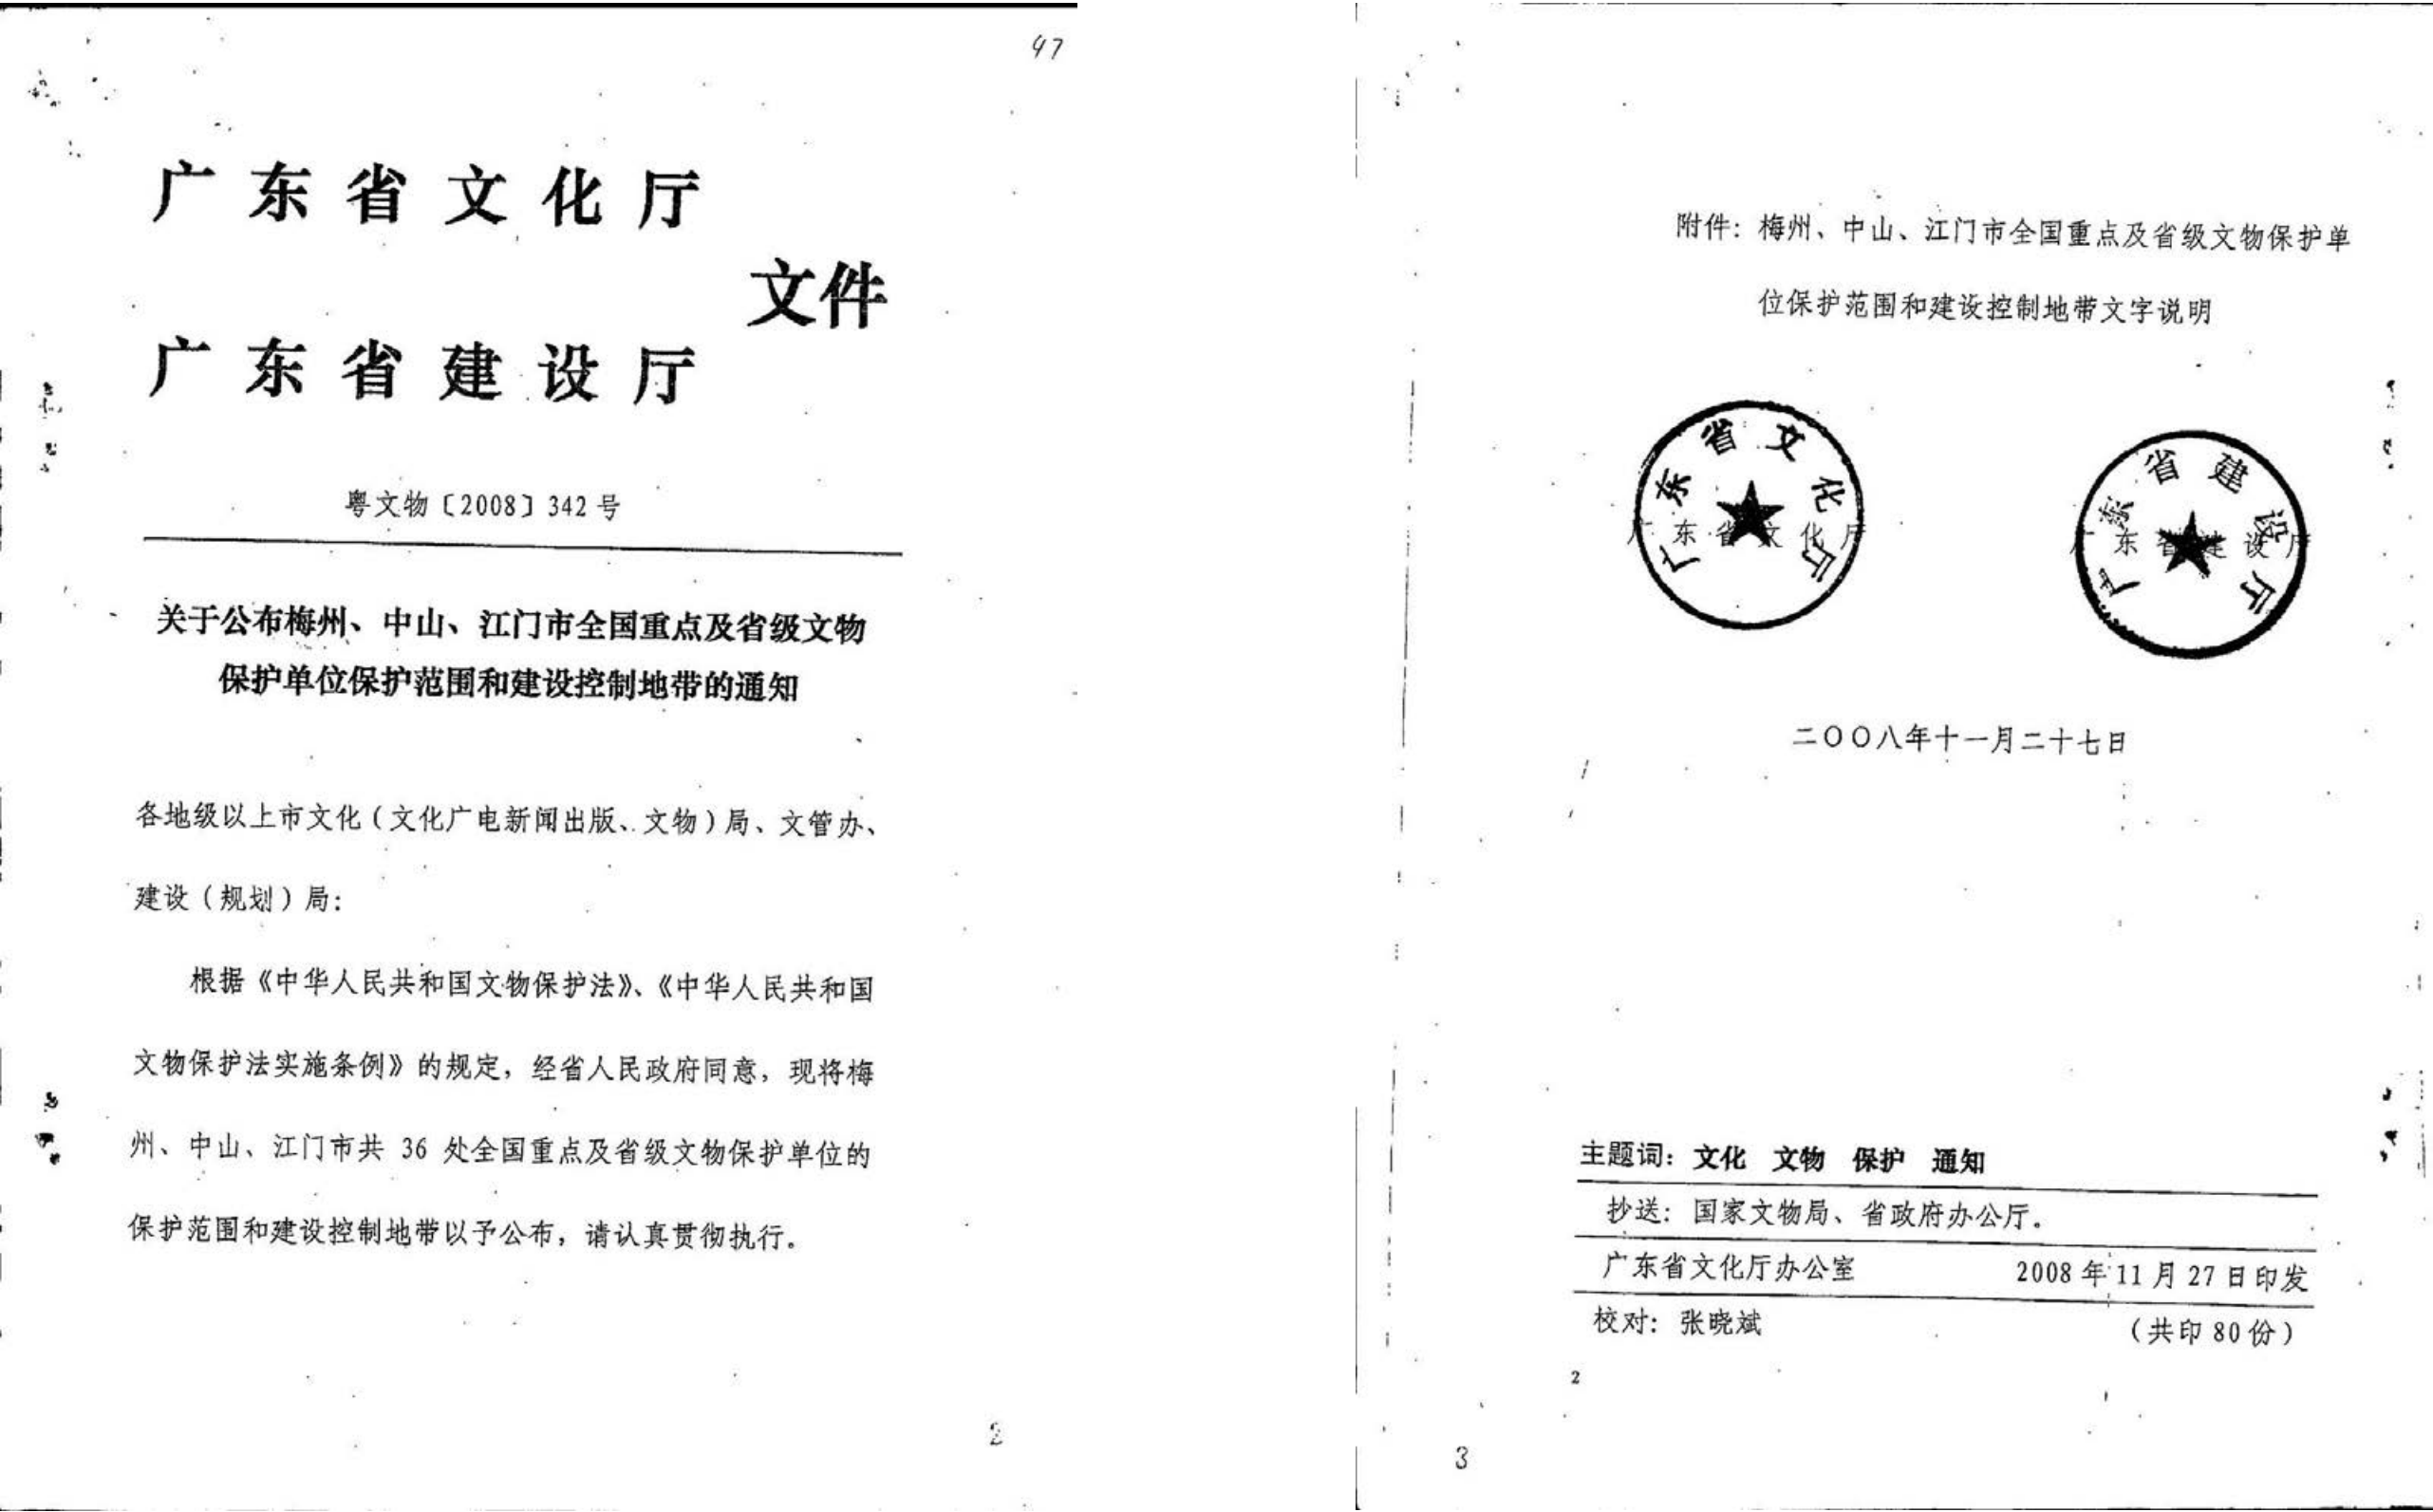 47
广东省文化厅
文件
广东省建设厅
粤文物〔2008〕342号
关于公布梅州、中山、江门市全国重点及省级文物
保护单位保护范围和建设控制地带的通知
各地级以上市文化（文化广电新闻出版、文物）局、文管办、
建设（规划）局：
根据《中华人民共和国文物保护法》、《中华人民共和国
文物保护法实施条例》的规定，经省人民政府同意，现将梅
州、中山、江门市共 36 处全国重点及省级文物保护单位的
保护范围和建设控制地带以予公布，请认真贯彻执行。
2
附件：梅州、中山、江门市全国重点及省级文物保护单
位保护范围和建设控制地带文字说明
广东省文化厅
广东省文化厅
广东省建设厅
广东省建设厅
二〇〇八年十一月二十七日
主题词：文化 文物 保护 通知
抄送：国家文物局、省政府办公厅。
广东省文化厅办公室 2008年11月27日印发
校对：张晓斌 （共印80份）
2
3